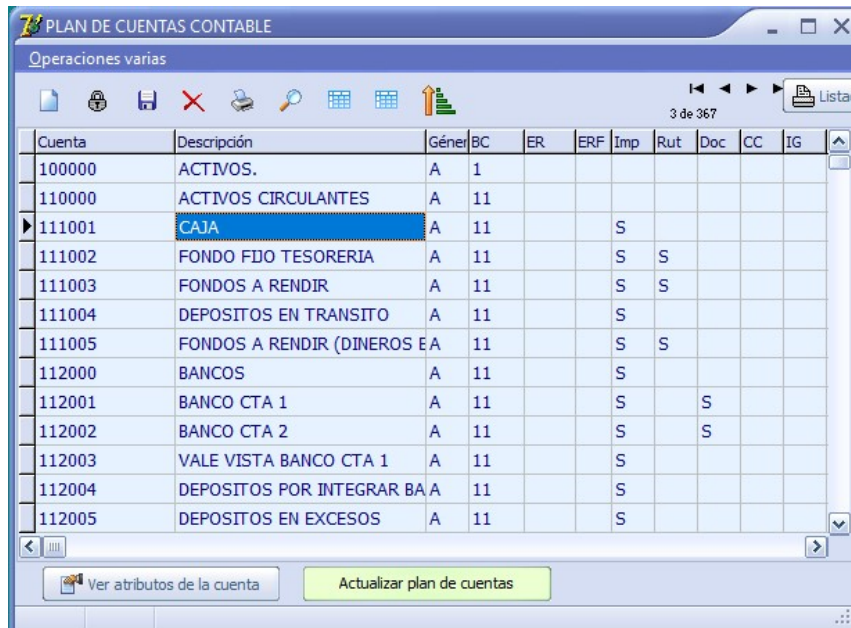 PLAN DE CUENTAS CONTABLE
Operaciones varias
3 de 367
Lista
Cuenta Descripción Géner BC ER ERF Imp Rut Doc CC IG
100000 ACTIVOS. A 1
110000 ACTIVOS CIRCULANTES A 11
111001 CAJA A 11 S
111002 FONDO FIJO TESORERIA A 11 S S
111003 FONDOS A RENDIR A 11 S S
111004 DEPOSITOS EN TRANSITO A 11 S
111005 FONDOS A RENDIR (DINEROS E A 11 S S
112000 BANCOS A 11 S
112001 BANCO CTA 1 A 11 S S
112002 BANCO CTA 2 A 11 S S
112003 VALE VISTA BANCO CTA 1 A 11 S
112004 DEPOSITOS POR INTEGRAR BA A 11 S
112005 DEPOSITOS EN EXCESOS A 11 S
Ver atributos de la cuenta Actualizar plan de cuentas